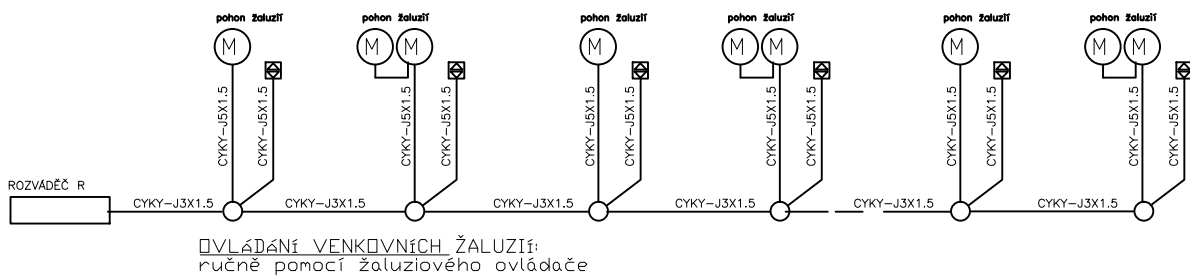 pohon žaluzií pohon žaluzií pohon žaluzií pohon žaluzií pohon žaluzií pohon žaluzií
M M M M M M M M M
CYKY-J5X1.5 CYKY-J5X1.5 CYKY-J5X1.5 CYKY-J5X1.5 CYKY-J5X1.5 CYKY-J5X1.5 CYKY-J5X1.5 CYKY-J5X1.5 CYKY-J5X1.5 CYKY-J5X1.5 CYKY-J5X1.5 CYKY-J5X1.5
ROZVÁDĚČ R
CYKY-J3X1.5 CYKY-J3X1.5 CYKY-J3X1.5 CYKY-J3X1.5 CYKY-J3X1.5 CYKY-J3X1.5
OVLÁDÁNÍ VENKOVNÍCH ŽALUZIÍ:
ručně pomocí žaluziového ovládače